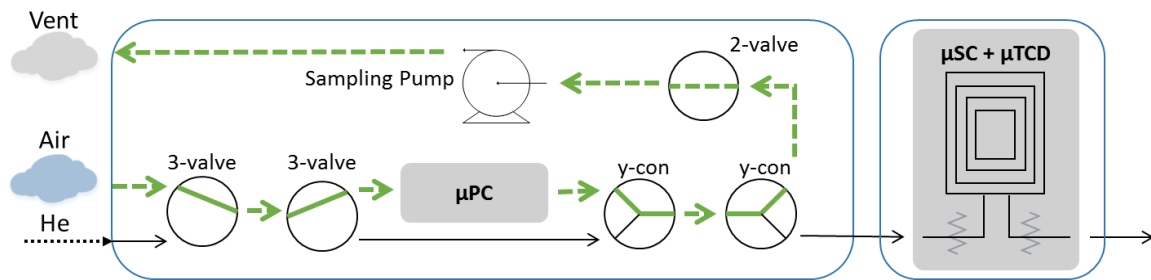 Vent
2-valve
μSC + μTCD
Sampling Pump
Air
3-valve
3-valve
μPC
y-con
y-con
He